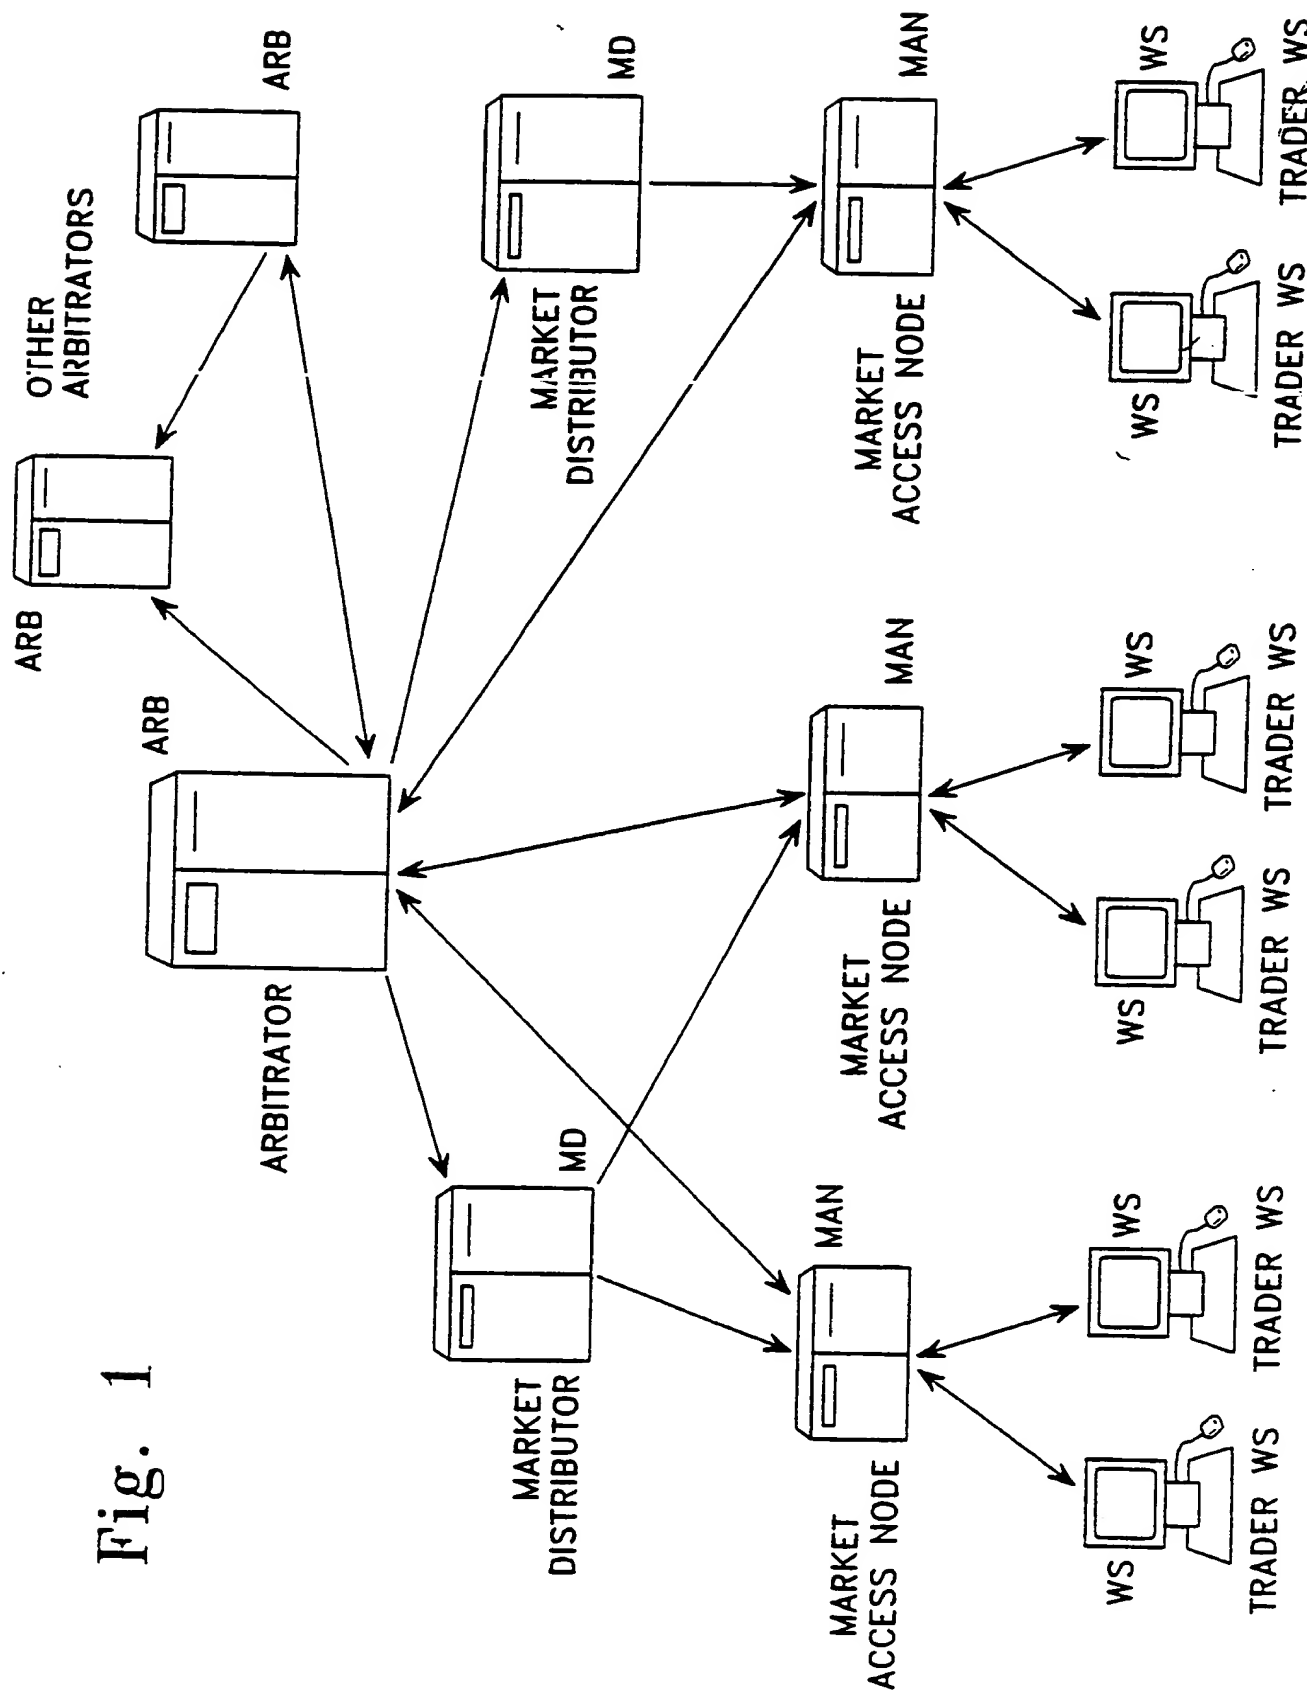 Fig. 1
OTHER
ARBITRATORS
ARB
ARB
ARB
ARBITRATOR
MARKET
DISTRIBUTOR
MD
MARKET
DISTRIBUTOR
MD
MARKET
ACCESS NODE
MAN
MARKET
ACCESS NODE
MAN
MARKET
ACCESS NODE
MAN
WS
TRADER WS
WS
TRADER WS
WS
TRADER WS
WS
TRADER WS
WS
TRADER WS
WS
TRADER WS